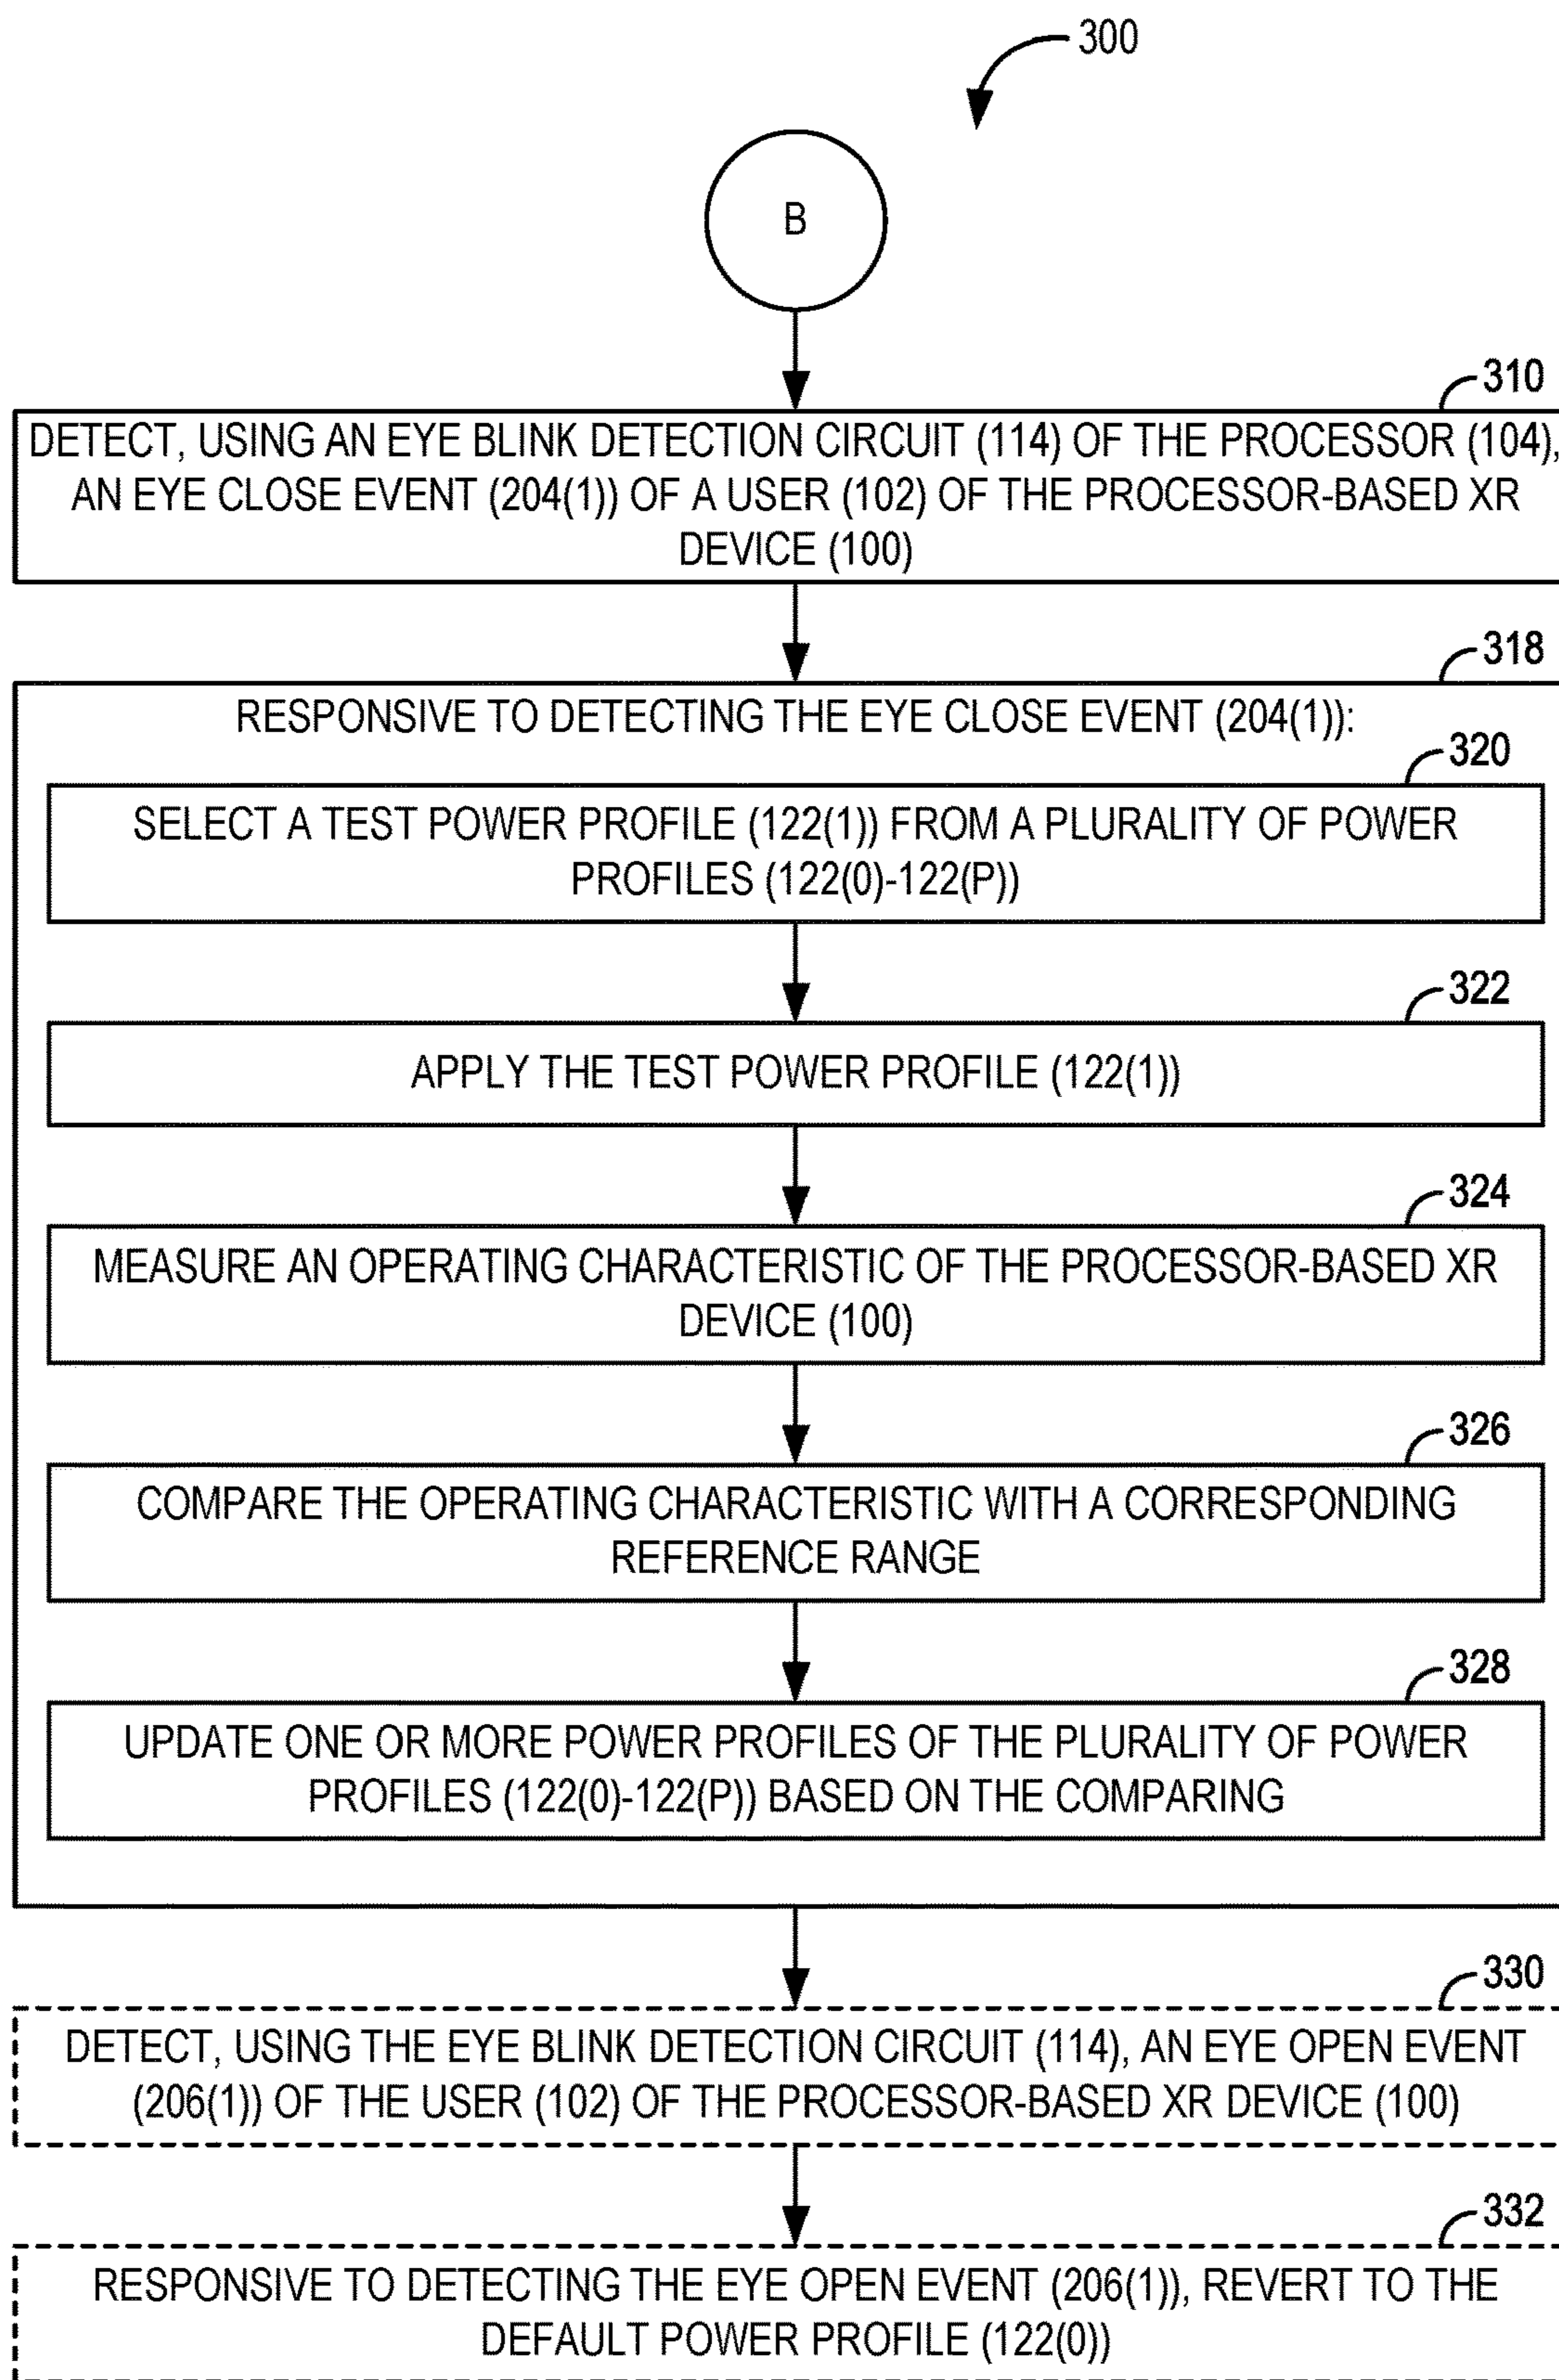 300
B
310
DETECT, USING AN EYE BLINK DETECTION CIRCUIT (114) OF THE PROCESSOR (104),
AN EYE CLOSE EVENT (204(1)) OF A USER (102) OF THE PROCESSOR-BASED XR
DEVICE (100)
318
RESPONSIVE TO DETECTING THE EYE CLOSE EVENT (204(1)):
320
SELECT A TEST POWER PROFILE (122(1)) FROM A PLURALITY OF POWER
PROFILES (122(0)-122(P))
322
APPLY THE TEST POWER PROFILE (122(1))
324
MEASURE AN OPERATING CHARACTERISTIC OF THE PROCESSOR-BASED XR
DEVICE (100)
326
COMPARE THE OPERATING CHARACTERISTIC WITH A CORRESPONDING
REFERENCE RANGE
328
UPDATE ONE OR MORE POWER PROFILES OF THE PLURALITY OF POWER
PROFILES (122(0)-122(P)) BASED ON THE COMPARING
330
DETECT, USING THE EYE BLINK DETECTION CIRCUIT (114), AN EYE OPEN EVENT
(206(1)) OF THE USER (102) OF THE PROCESSOR-BASED XR DEVICE (100)
332
RESPONSIVE TO DETECTING THE EYE OPEN EVENT (206(1)), REVERT TO THE
DEFAULT POWER PROFILE (122(0))